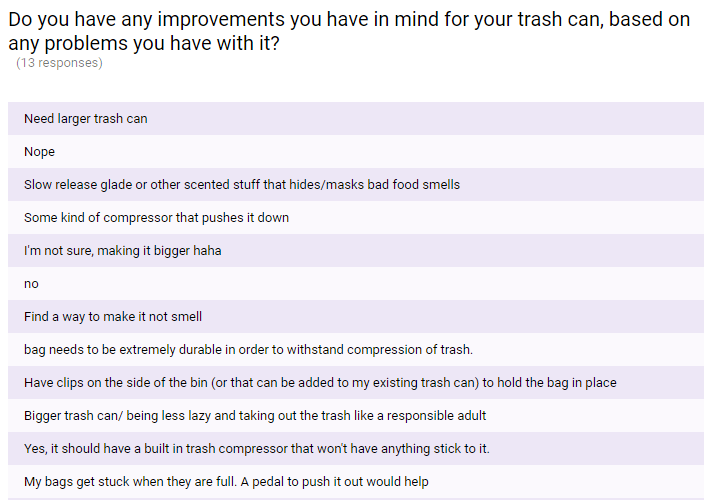 Do you have any improvements you have in mind for your trash can, based on
any problems you have with it?
(13 responses)
Need larger trash can
Nope
Slow release glade or other scented stuff that hides/masks bad food smells
Some kind of compressor that pushes it down
I'm not sure, making it bigger haha
no
Find a way to make it not smell
bag needs to be extremely durable in order to withstand compression of trash.
Have clips on the side of the bin (or that can be added to my existing trash can) to hold the bag in place
Bigger trash can/ being less lazy and taking out the trash like a responsible adult
Yes, it should have a built in trash compressor that won't have anything stick to it.
My bags get stuck when they are full. A pedal to push it out would help